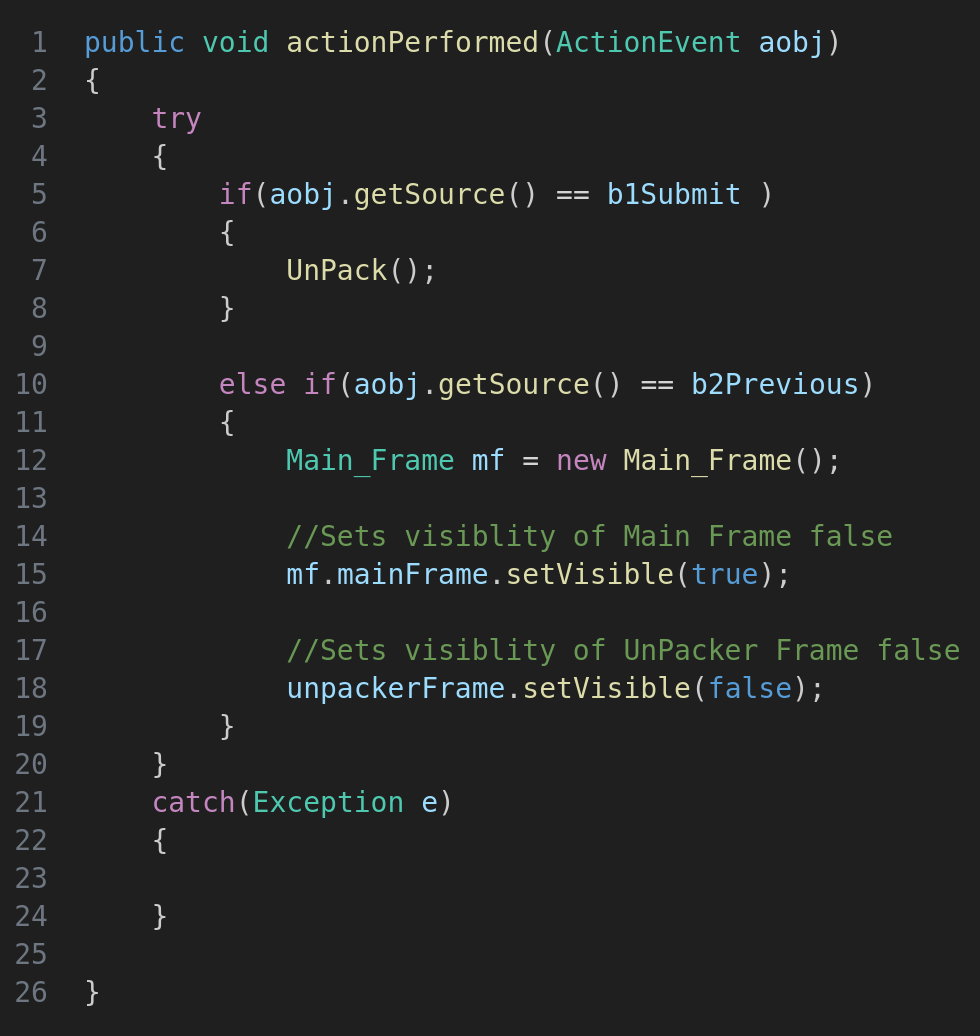 1 public void actionPerformed(ActionEvent aobj)
2 {
3     try
4     {
5         if(aobj.getSource() == b1Submit )
6         {
7             UnPack();
8         }
9
10         else if(aobj.getSource() == b2Previous)
11         {
12             Main_Frame mf = new Main_Frame();
13
14             //Sets visiblity of Main Frame false
15             mf.mainFrame.setVisible(true);
16
17             //Sets visiblity of UnPacker Frame false
18             unpackerFrame.setVisible(false);
19         }
20     }
21     catch(Exception e)
22     {
23
24     }
25
26 }